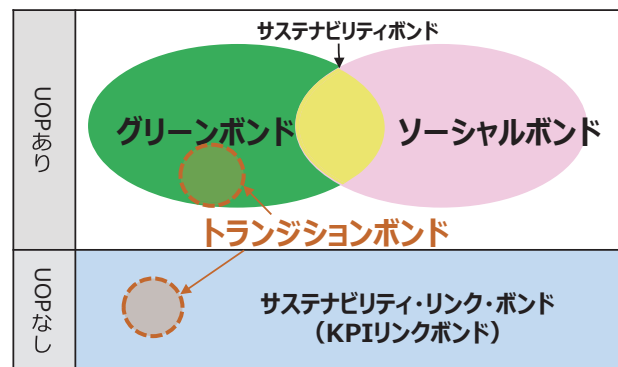 サステナビリティボンド
UOPあり
グリーンボンド
ソーシャルボンド
トランジションボンド
UOPなし
サステナビリティ・リンク・ボンド
（KPIリンクボンド）